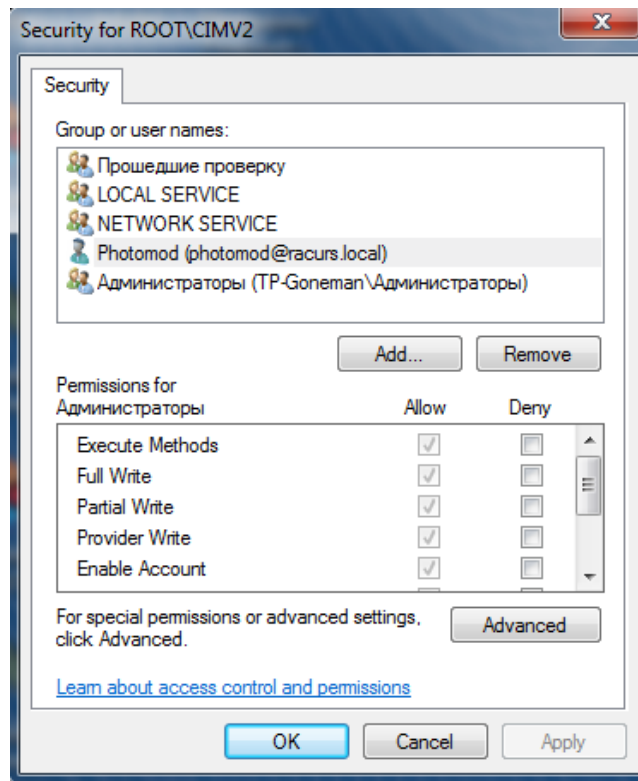 Security for ROOT\CIMV2
Security
Group or user names:
Прошедшие проверку
LOCAL SERVICE
NETWORK SERVICE
Photomod (photomod@racurs.local)
Администраторы (TP-Goneman\Администраторы)
Add... Remove
Permissions for
Администраторы Allow Deny
Execute Methods
Full Write
Partial Write
Provider Write
Enable Account
For special permissions or advanced settings,
click Advanced. Advanced
Learn about access control and permissions
OK Cancel Apply